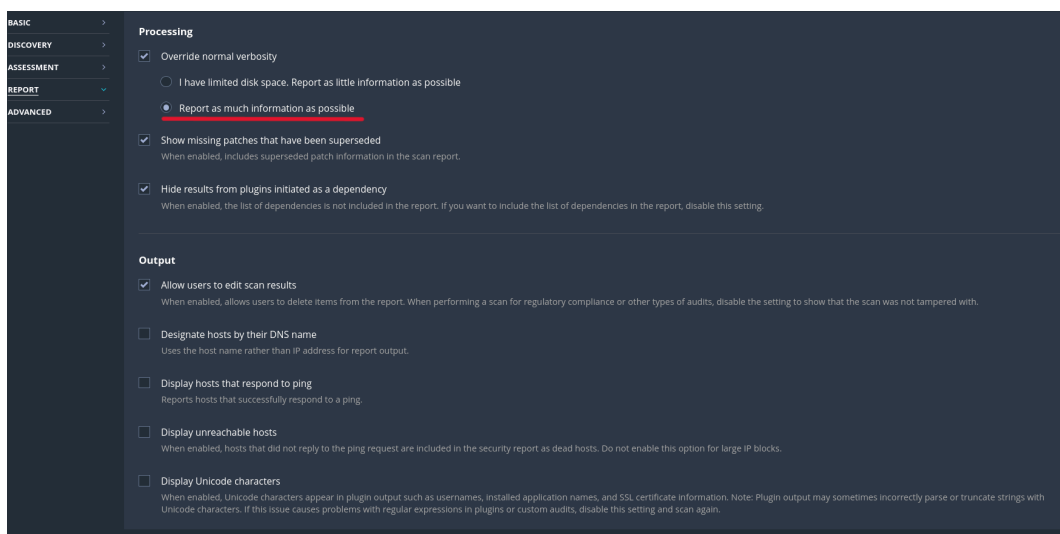 BASIC
DISCOVERY
ASSESSMENT
REPORT
ADVANCED
Processing
Override normal verbosity
I have limited disk space. Report as little information as possible
Report as much information as possible
Show missing patches that have been superseded
When enabled, includes superseded patch information in the scan report.
Hide results from plugins initiated as a dependency
When enabled, the list of dependencies is not included in the report. If you want to include the list of dependencies in the report, disable this setting.
Output
Allow users to edit scan results
When enabled, allows users to delete items from the report. When performing a scan for regulatory compliance or other types of audits, disable the setting to show that the scan was not tampered with.
Designate hosts by their DNS name
Uses the host name rather than IP address for report output.
Display hosts that respond to ping
Reports hosts that successfully respond to a ping.
Display unreachable hosts
When enabled, hosts that did not reply to the ping request are included in the security report as dead hosts. Do not enable this option for large IP blocks.
Display Unicode characters
When enabled, Unicode characters appear in plugin output such as usernames, installed application names, and SSL certificate information. Note: Plugin output may sometimes incorrectly parse or truncate strings with
Unicode characters. If this issue causes problems with regular expressions in plugins or custom audits, disable this setting and scan again.